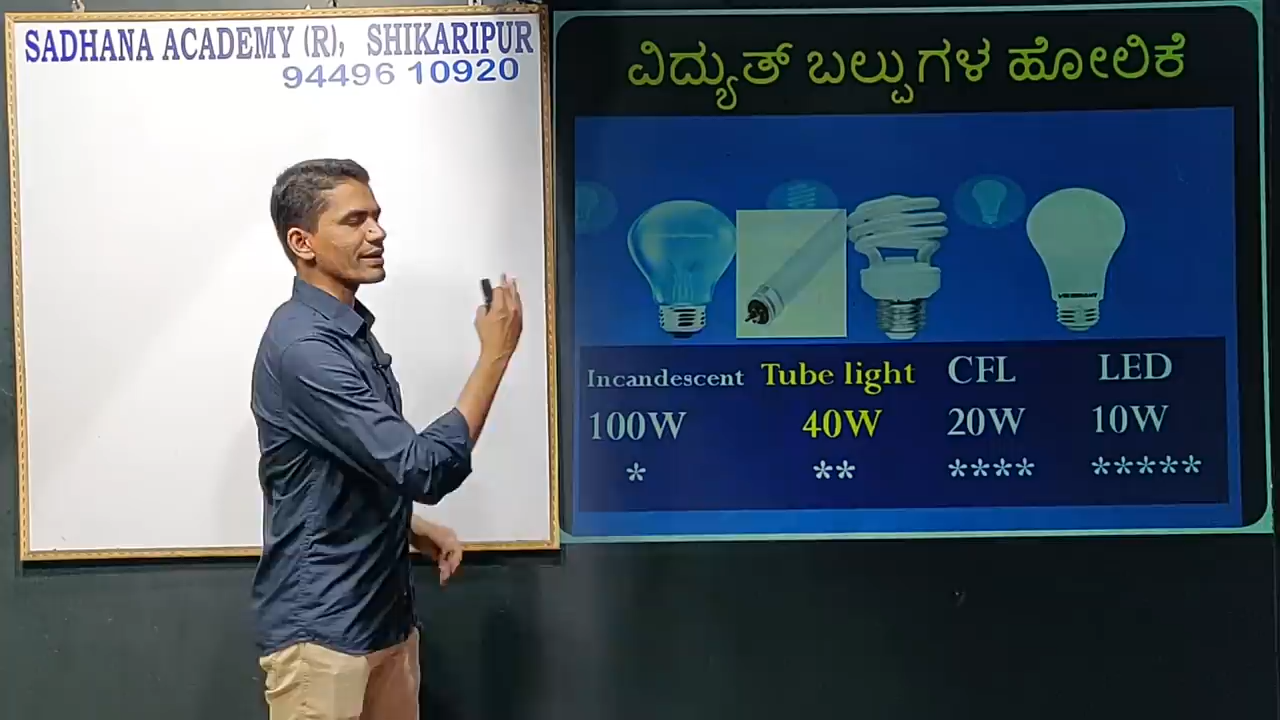 SADHANA ACADEMY (R), SHIKARIPUR
94496 10920
ವಿದ್ಯುತ್ ಬಲ್ಪುಗಳ ಹೋಲಿಕೆ
Incandescent Tube light CFL LED
100W 40W 20W 10W
* ** **** *****